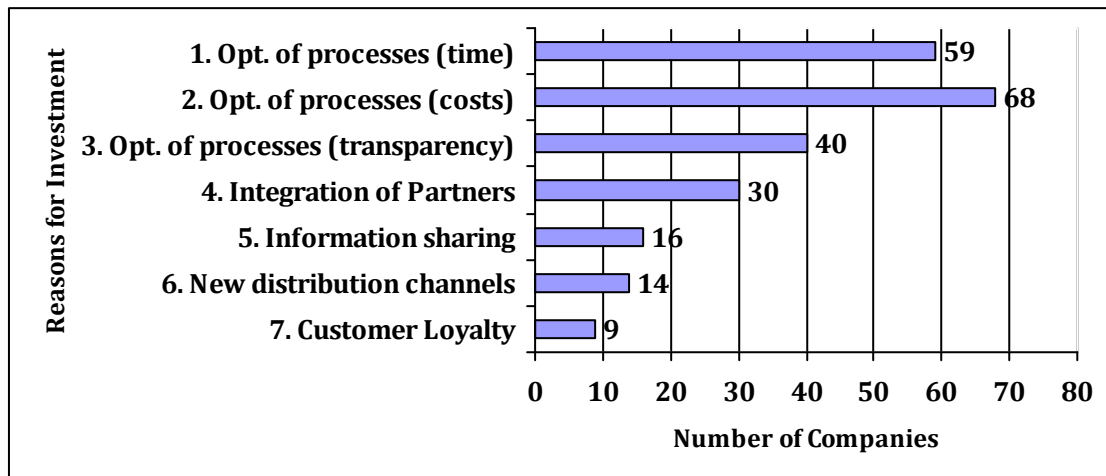 Reasons for Investment
1. Opt. of processes (time)
59
2. Opt. of processes (costs)
68
3. Opt. of processes (transparency)
40
4. Integration of Partners
30
5. Information sharing
16
6. New distribution channels
14
7. Customer Loyalty
9
0 10 20 30 40 50 60 70 80
Number of Companies